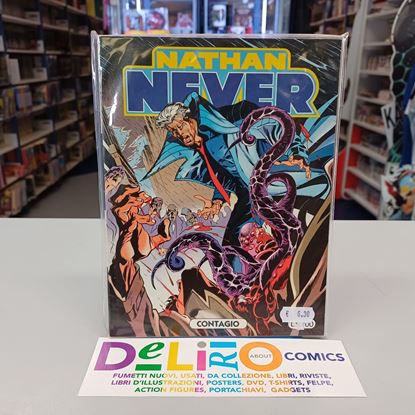 NATHAN
NEVER
CONTAGIO
DeLiRiO ABOUT COMICS
FUMETTI NUOVI, USATI, DA COLLEZIONE, LIBRI, RIVISTE,
LIBRI D'ILLUSTRAZIONI, POSTERS, DVD, T-SHIRTS, FELPE,
ACTION FIGURES, PORTACHIAVI, GADGETS